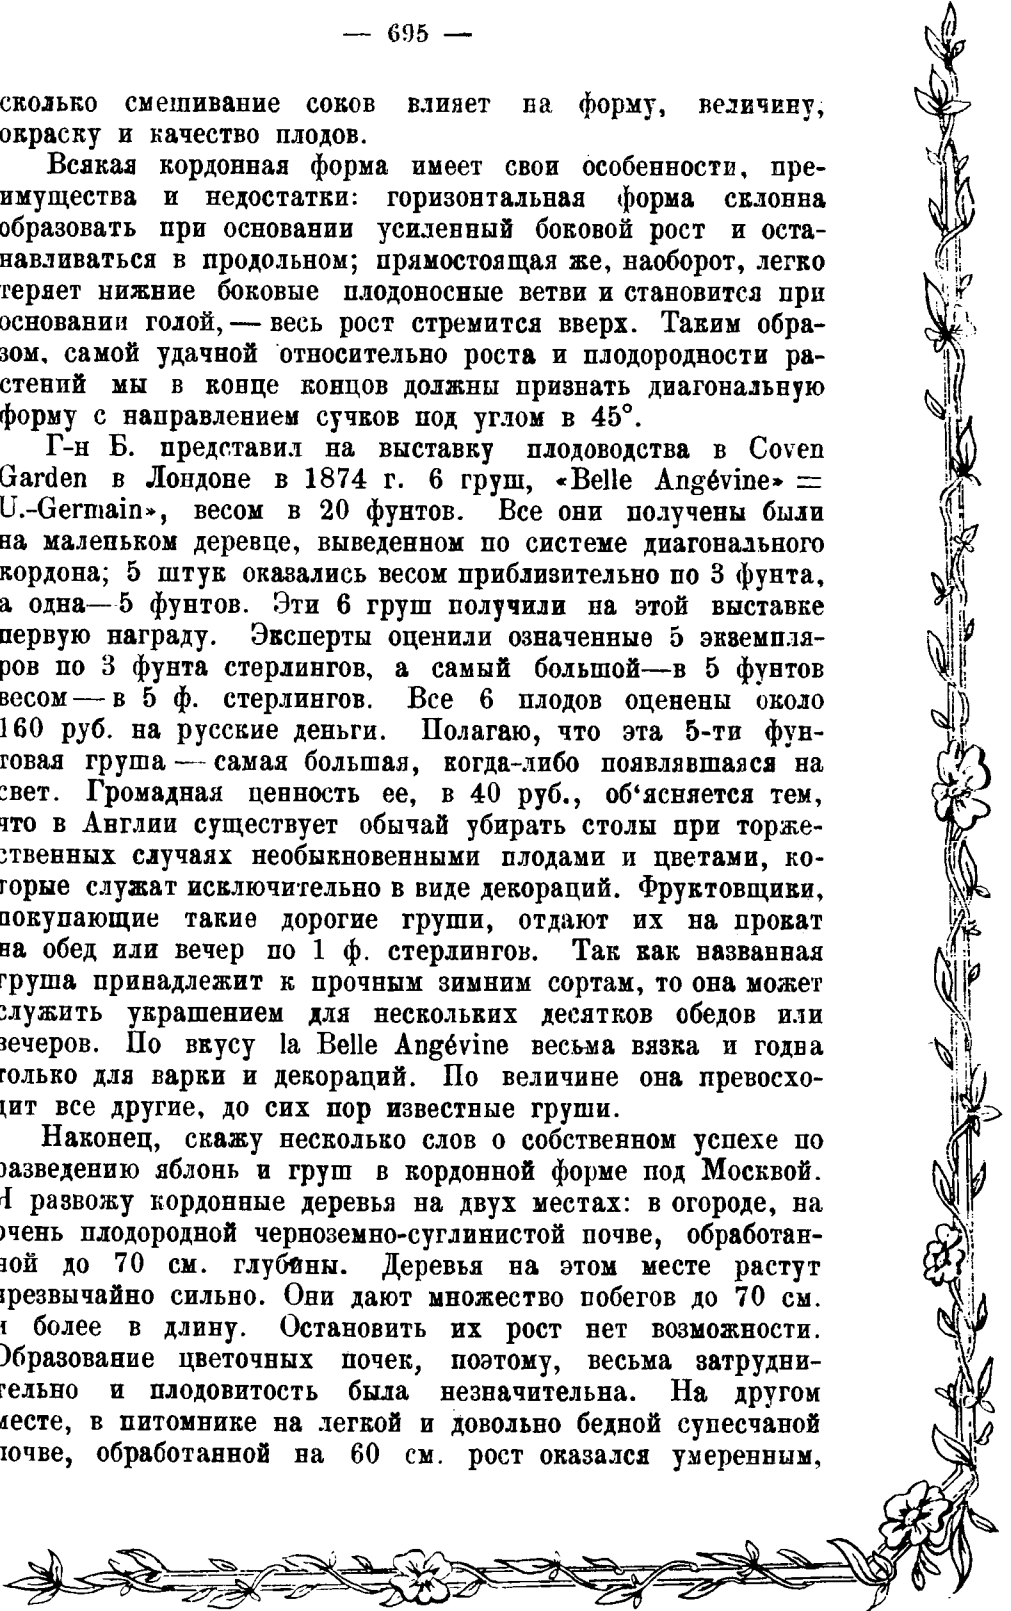 — 695 —
сколько смешивание соков влияет на форму, величину,
окраску и качество плодов.
Всякая кордонная форма имеет свои особенности, пре-
имущества и недостатки: горизонтальная форма склонна
образовать при основании усиленный боковой рост и оста-
навливаться в продольном; прямостоящая же, наоборот, легко
теряет нижние боковые плодоносные ветви и становится при
основании голой, — весь рост стремится вверх. Таким обра-
зом, самой удачной относительно роста и плодородности ра-
стений мы в конце концов должны признать диагональную
форму с направлением сучков под углом в 45°.
Г-н Б. представил на выставку плодоводства в Coven
Garden в Лондоне в 1874 г. 6 груш, «Belle Angévine» =
U.-Germain», весом в 20 фунтов. Все они получены были
на маленьком деревце, выведенном по системе диагонального
кордона; 5 штук оказались весом приблизительно по 3 фунта,
а одна — 5 фунтов. Эти 6 груш получили на этой выставке
первую награду. Эксперты оценили означенные 5 экземпля-
ров по 3 фунта стерлингов, а самый большой — в 5 фунтов
весом — в 5 ф. стерлингов. Все 6 плодов оценены около
160 руб. на русские деньги. Полагаю, что эта 5-ти фун-
товая груша — самая большая, когда-либо появлявшаяся на
свет. Громадная ценность ее, в 40 руб., об‘ясняется тем,
что в Англии существует обычай убирать столы при торже-
ственных случаях необыкновенными плодами и цветами, ко-
торые служат исключительно в виде декораций. Фруктовщики,
покупающие такие дорогие груши, отдают их на прокат
на обед или вечер по 1 ф. стерлингов. Так как названная
груша принадлежит к прочным зимним сортам, то она может
служить украшением для нескольких десятков обедов или
вечеров. По вкусу la Belle Angévine весьма вязка и годна
только для варки и декораций. По величине она превосхо-
дит все другие, до сих пор известные груши.
Наконец, скажу несколько слов о собственном успехе по
разведению яблонь и груш в кордонной форме под Москвой.
Я развожу кордонные деревья на двух местах: в огороде, на
очень плодородной черноземно-суглинистой почве, обработан-
ной до 70 см. глубины. Деревья на этом месте растут
чрезвычайно сильно. Они дают множество побегов до 70 см.
и более в длину. Остановить их рост нет возможности.
Образование цветочных почек, поэтому, весьма затрудни-
тельно и плодовитость была незначительна. На другом
месте, в питомнике на легкой и довольно бедной супесчаной
почве, обработанной на 60 см. рост оказался умеренным,